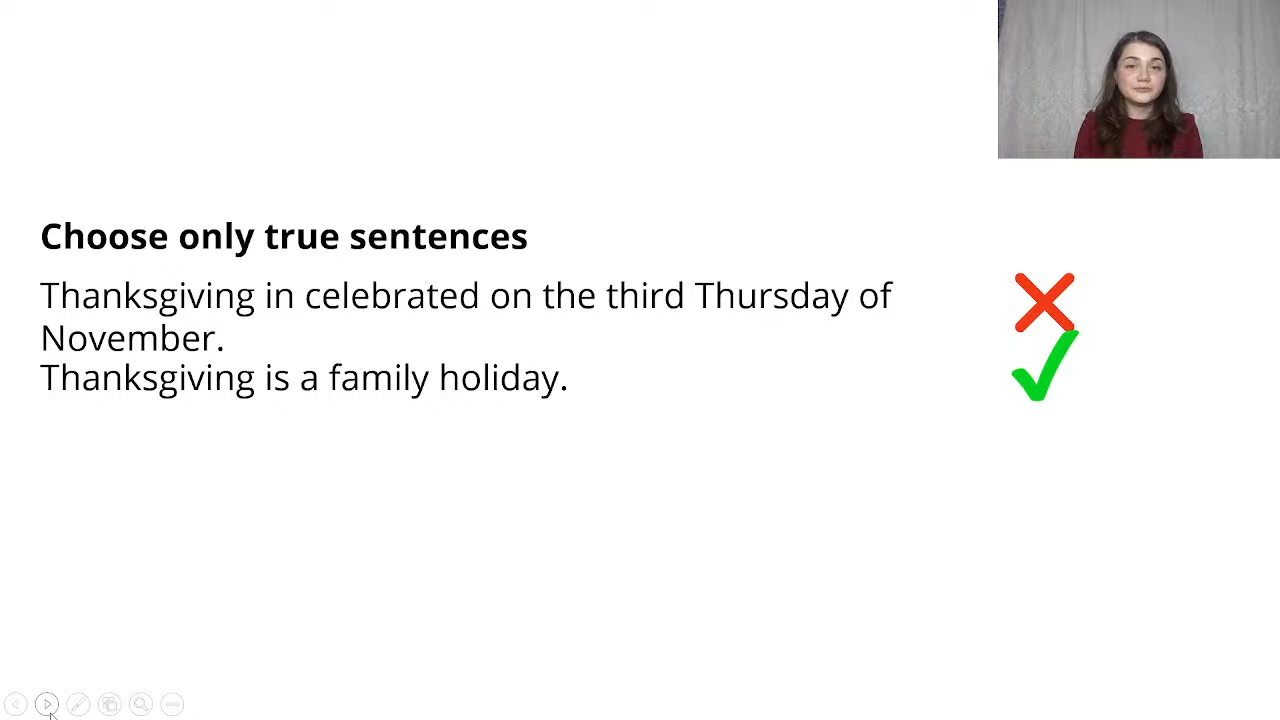 Choose only true sentences
Thanksgiving in celebrated on the third Thursday of
November.
Thanksgiving is a family holiday.